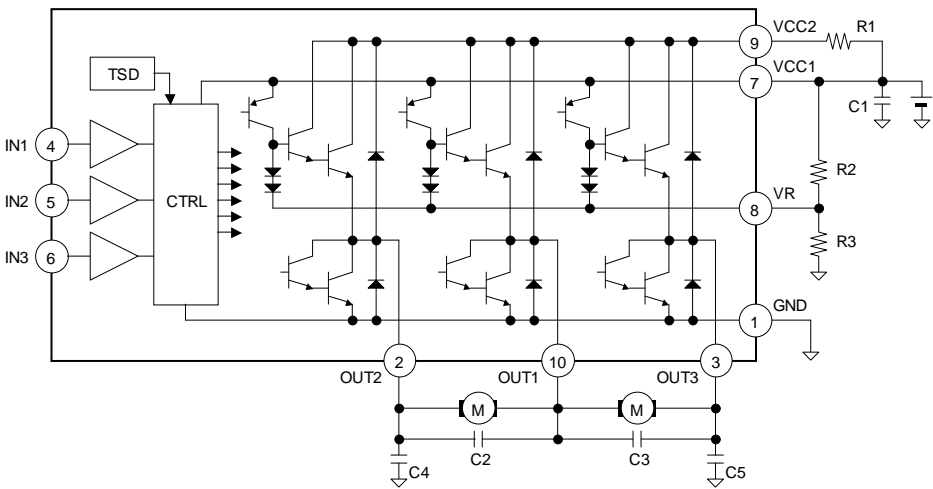 VCC2
R1
9
VCC1
7
TSD
C1
IN1
4
R2
IN2
5
CTRL
VR
8
IN3
6
R3
GND
1
2
10
3
OUT2
OUT1
OUT3
M
M
C2
C3
C4
C5